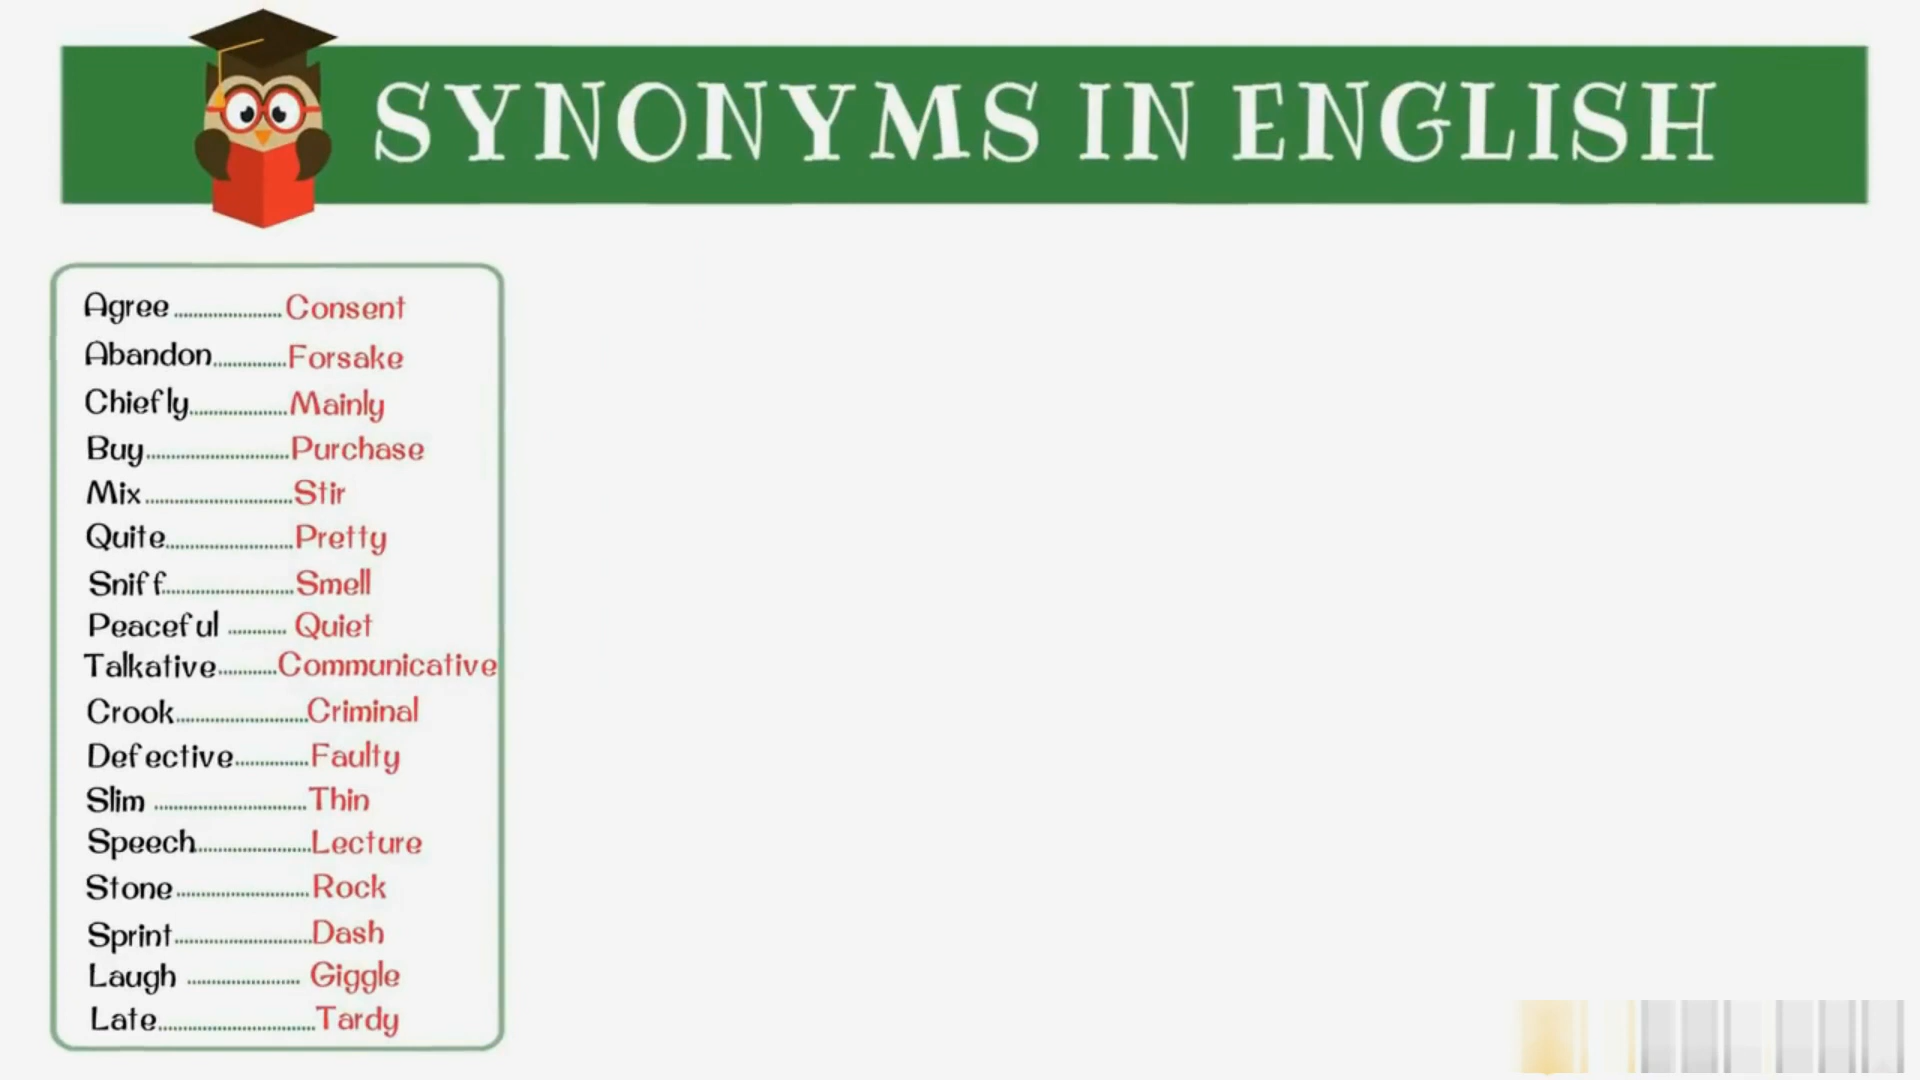 SYNONYMS IN ENGLISH
Agree....................Consent
Abandon.............Forsake
Chiefly..................Mainly
Buy..........................Purchase
Mix...........................Stir
Quite.......................Pretty
Sniff........................Smell
Peaceful ........... Quiet
Talkative...........Communicative
Crook........................Criminal
Defective.............Faulty
Slim ............................Thin
Speech.....................Lecture
Stone........................Rock
Sprint.........................Dash
Laugh ..................... Giggle
Late.............................Tardy